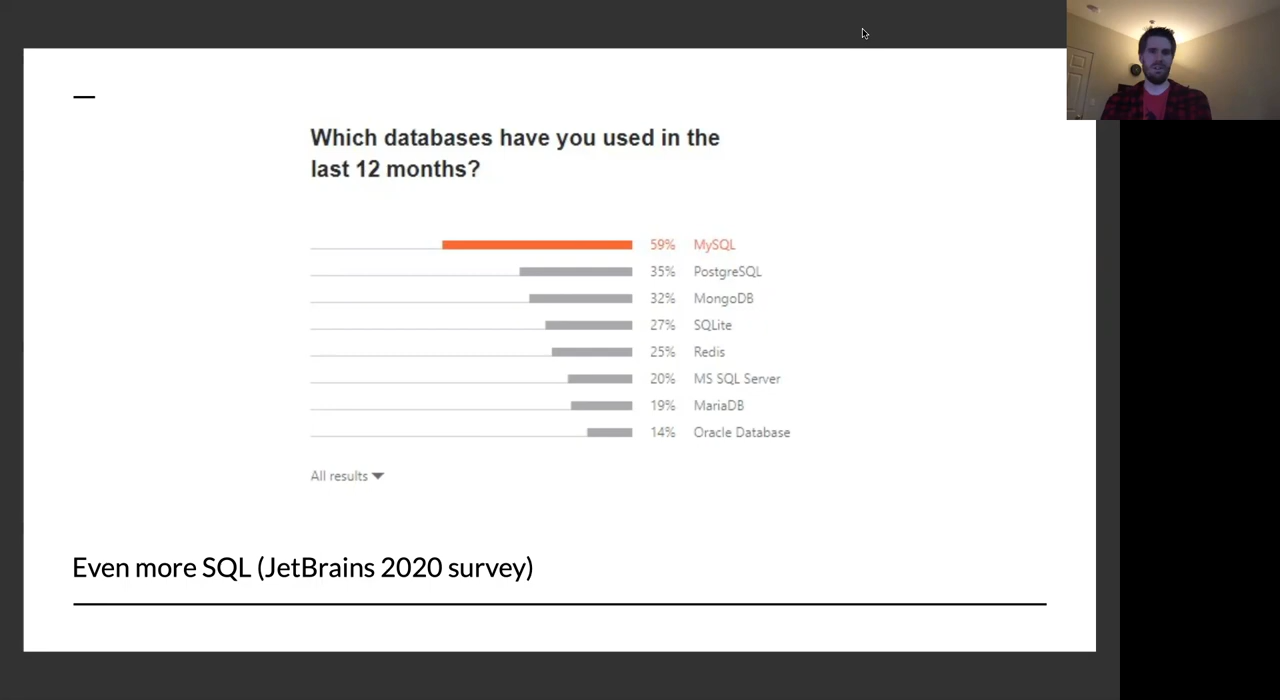 Which databases have you used in the
last 12 months?
59% MySQL
35% PostgreSQL
32% MongoDB
27% SQLite
25% Redis
20% MS SQL Server
19% MariaDB
14% Oracle Database
All results
Even more SQL (JetBrains 2020 survey)